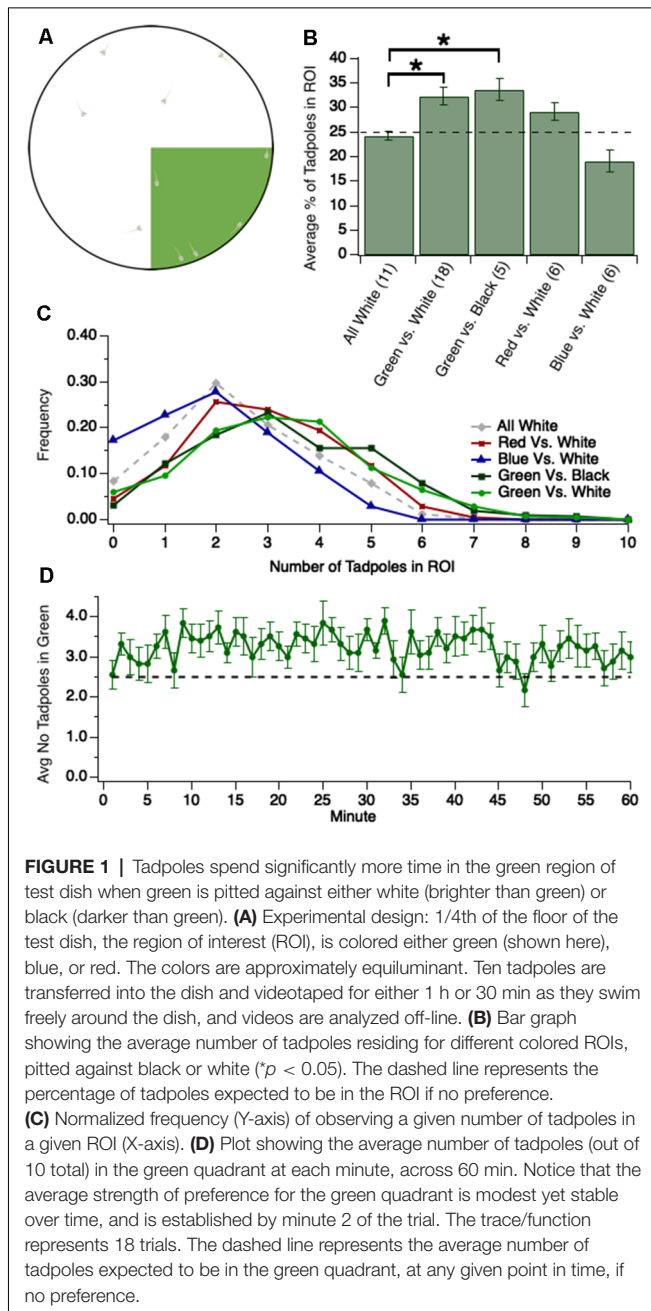 A
B
*
*
Average % of Tadpoles in ROI
40
35
30
25
20
15
10
5
0
All White (11)
Green vs. White (18)
Green vs. Black (5)
Red vs. White (6)
Blue vs. White (6)
C
Frequency
0.40
0.30
0.20
0.10
0.00
All White
Red Vs. White
Blue Vs. White
Green Vs. Black
Green Vs. White
0 1 2 3 4 5 6 7 8 9 10
Number of Tadpoles in ROI
D
Avg No Tadpoles in Green
4.0
3.0
2.0
1.0
0.0
0 5 10 15 20 25 30 35 40 45 50 55 60
Minute
FIGURE 1 | Tadpoles spend significantly more time in the green region of
test dish when green is pitted against either white (brighter than green) or
black (darker than green). (A) Experimental design: 1/4th of the floor of the
test dish, the region of interest (ROI), is colored either green (shown here),
blue, or red. The colors are approximately equiluminant. Ten tadpoles are
transferred into the dish and videotaped for either 1 h or 30 min as they swim
freely around the dish, and videos are analyzed off-line. (B) Bar graph
showing the average number of tadpoles residing for different colored ROIs,
pitted against black or white (*p < 0.05). The dashed line represents the
percentage of tadpoles expected to be in the ROI if no preference.
(C) Normalized frequency (Y-axis) of observing a given number of tadpoles in
a given ROI (X-axis). (D) Plot showing the average number of tadpoles (out of
10 total) in the green quadrant at each minute, across 60 min. Notice that the
average strength of preference for the green quadrant is modest yet stable
over time, and is established by minute 2 of the trial. The trace/function
represents 18 trials. The dashed line represents the average number of
tadpoles expected to be in the green quadrant, at any given point in time, if
no preference.